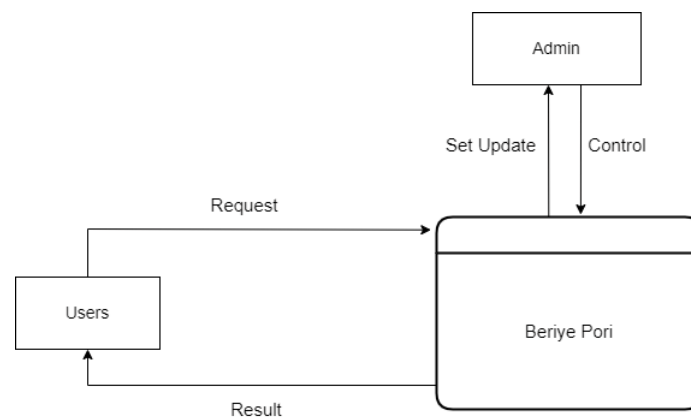 Admin
Set Update
Control
Request
Users
Beriye Pori
Result